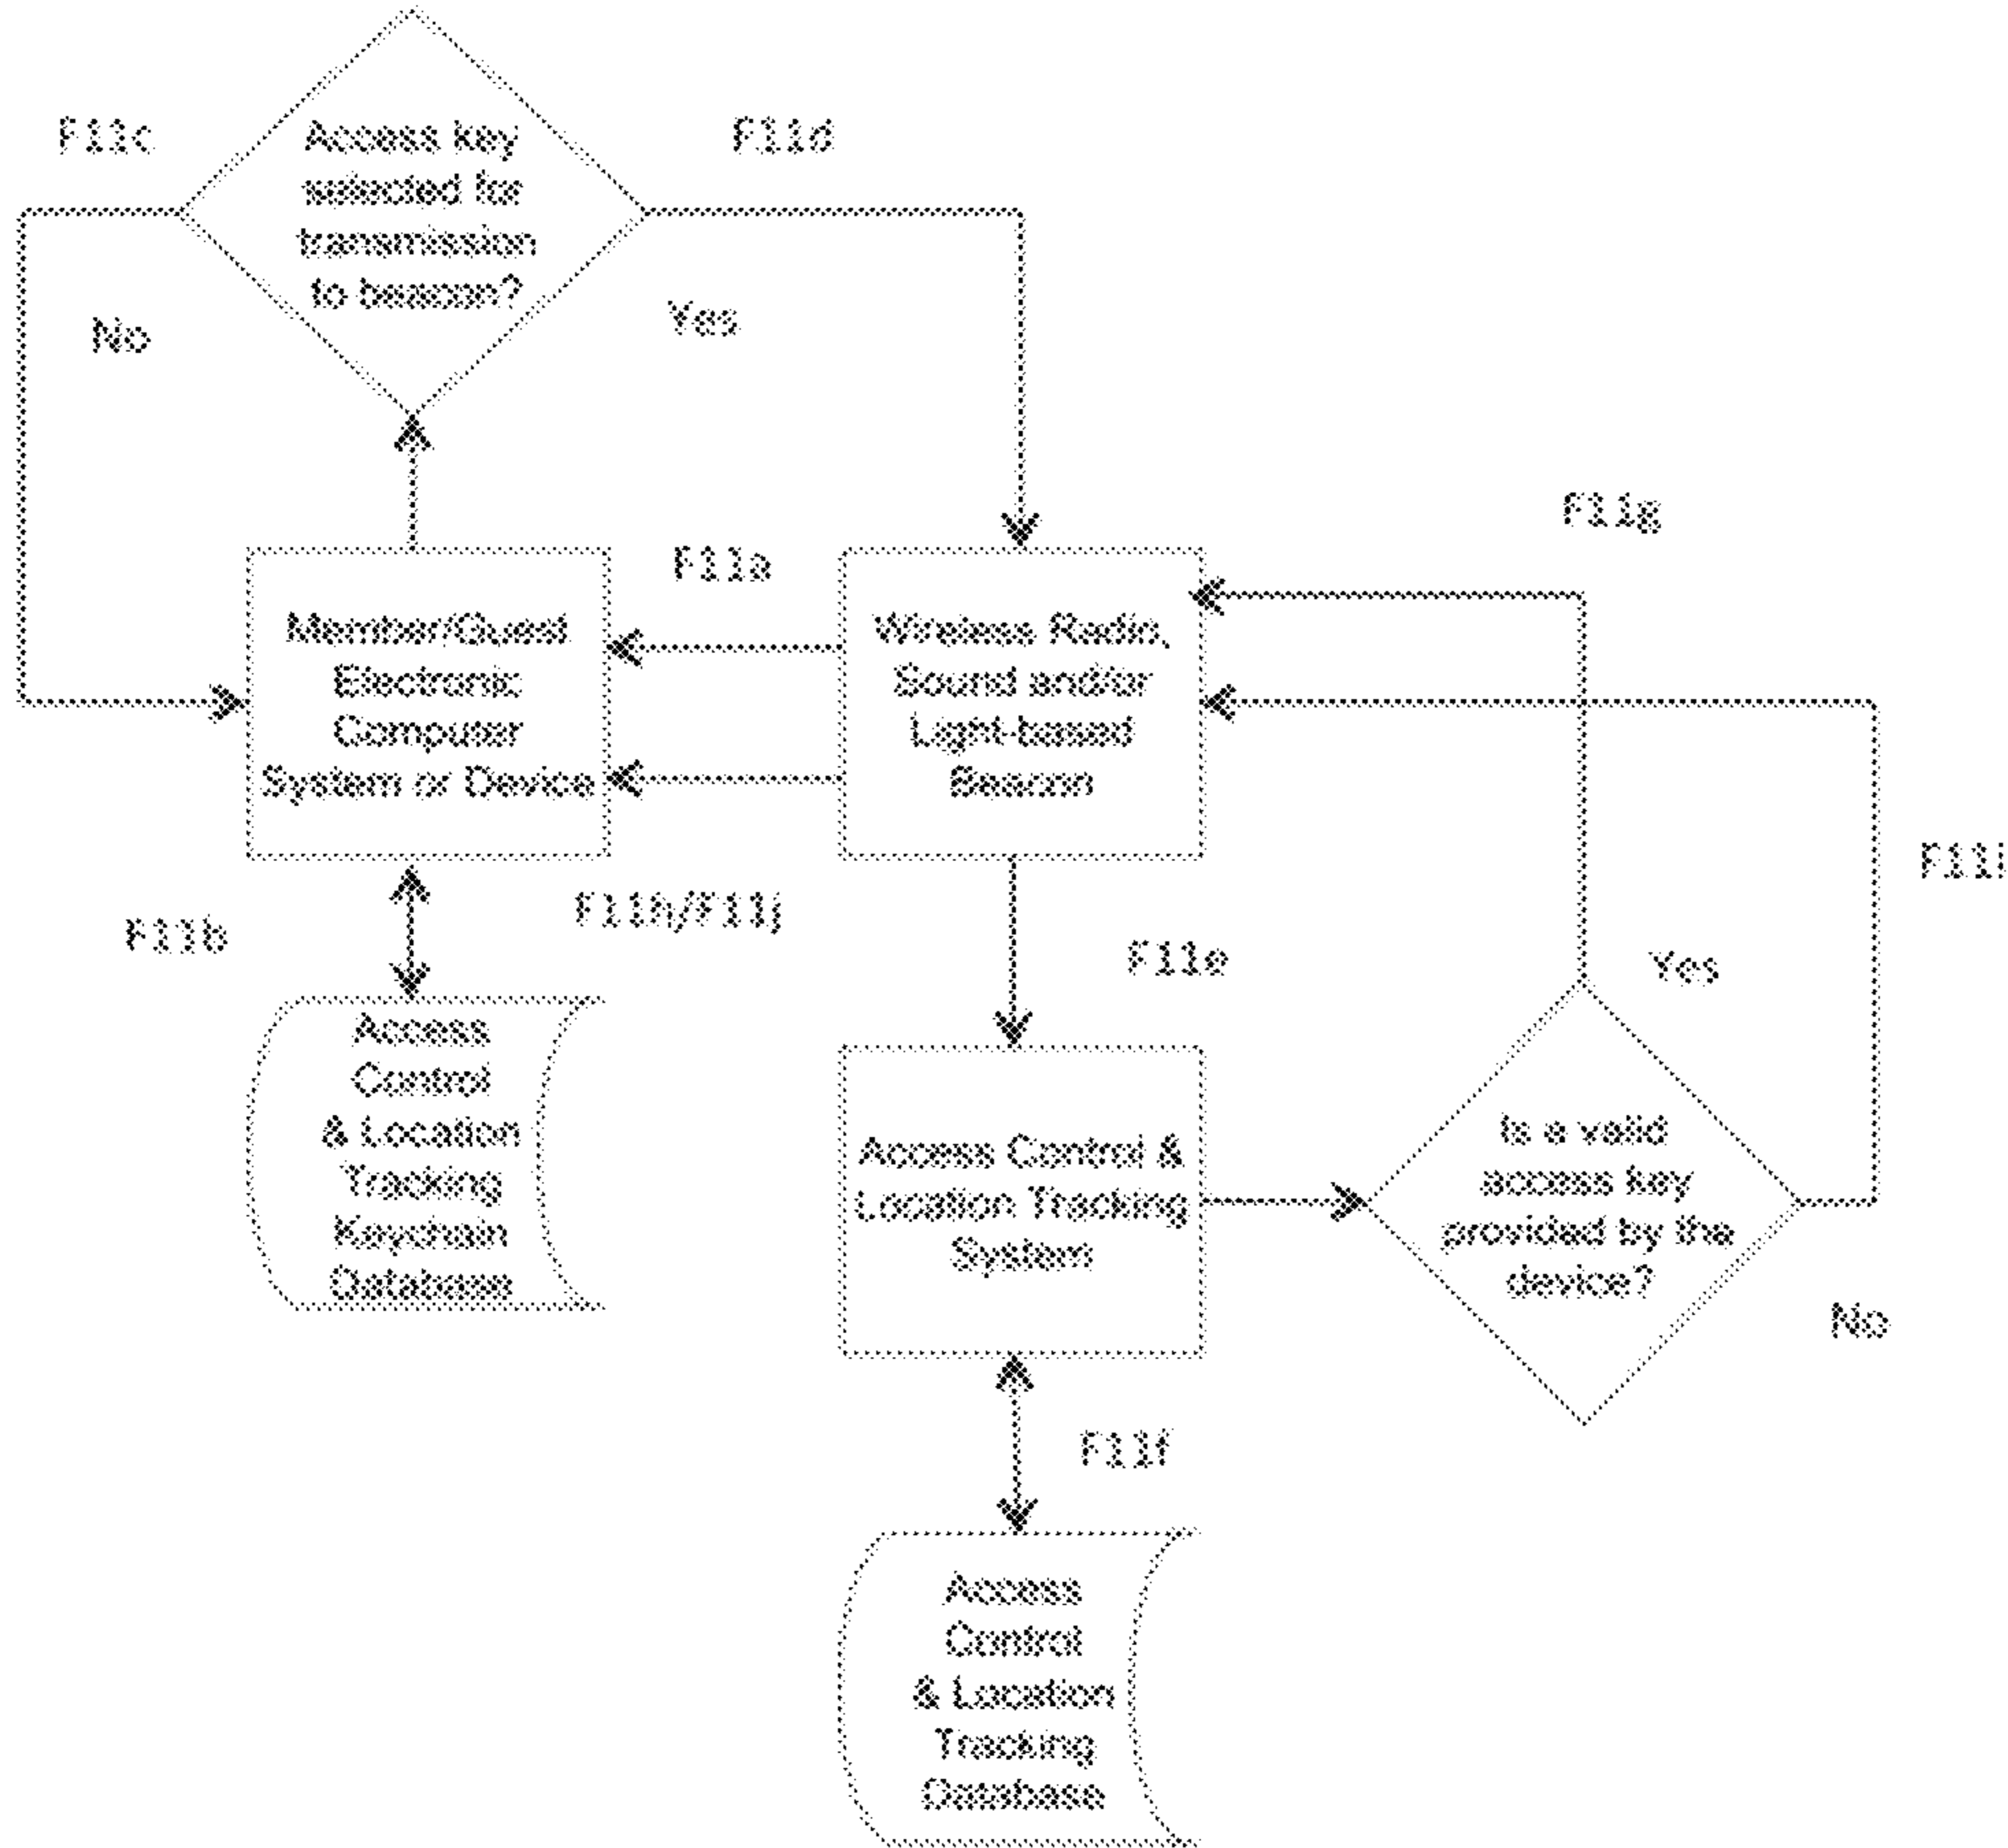 F11c
Access key
selected for
transmission
to beacon?
F11d
No
Yes
F11g
F11a
Member/Guest
Electronic
Computer
System or Device
Wireless Radio,
Sound and/or
Light-based
Beacon
F11i
F11b
F11h/F11j
F11e
Yes
Access
Control
& Location
Tracking
Keychain
Database
Access Control &
Location Tracking
System
Is a valid
access key
provided by the
device?
No
F11f
Access
Control
& Location
Tracking
Database